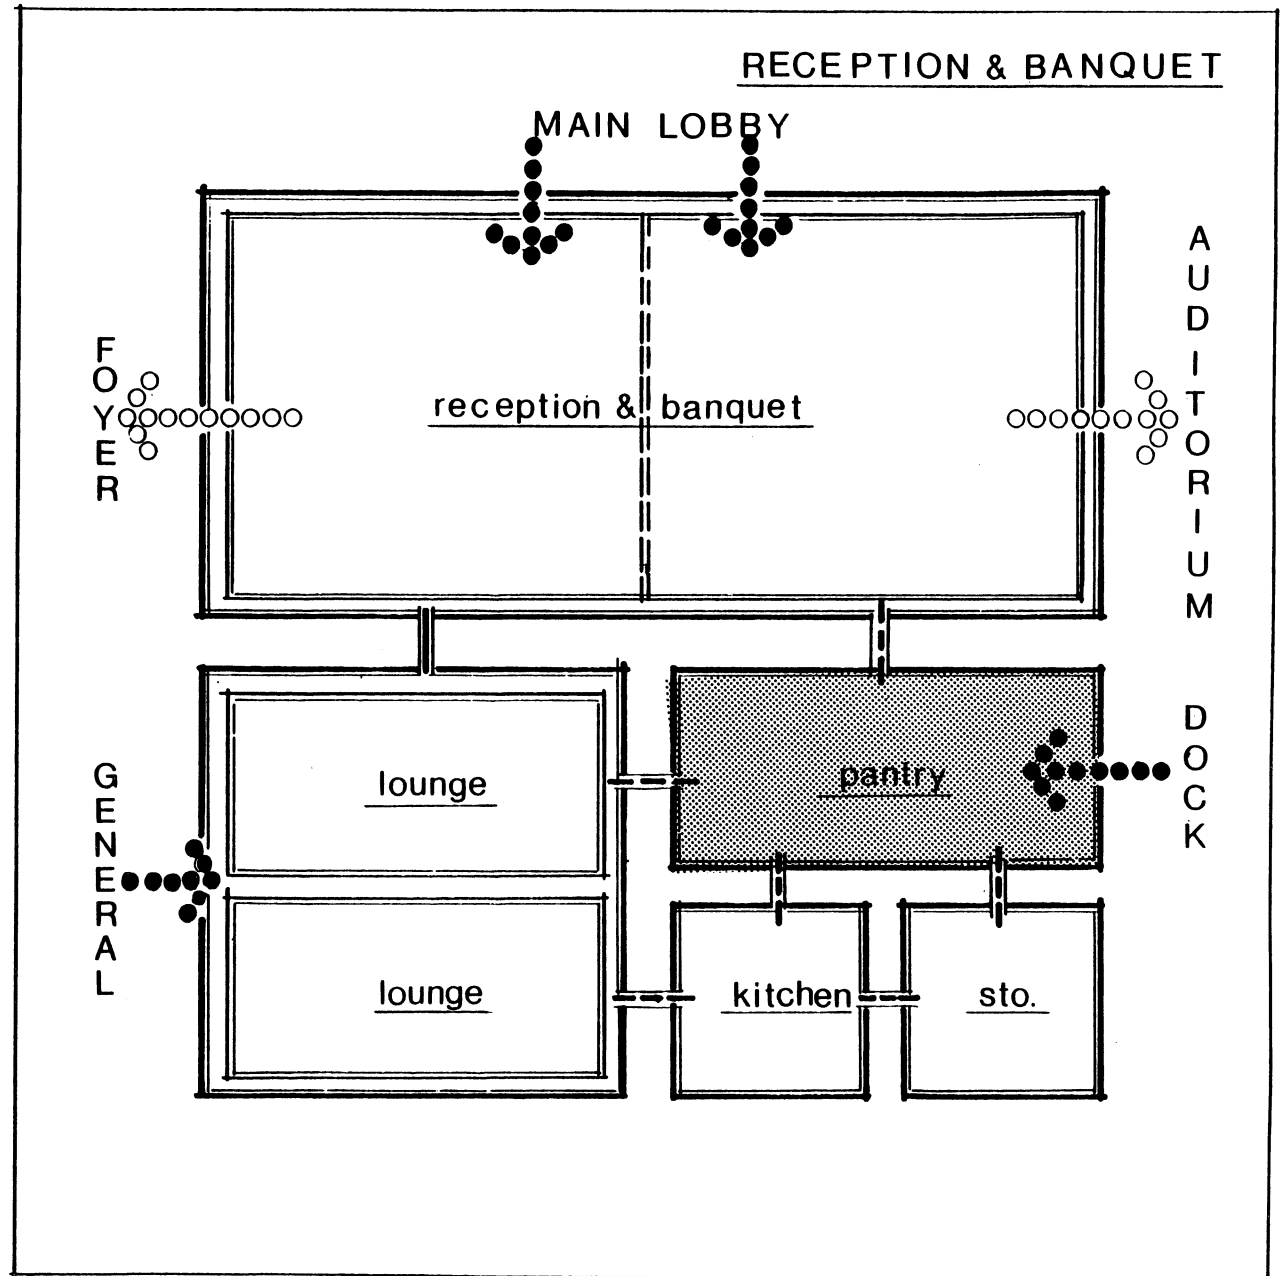 RECEPTION & BANQUET
MAIN LOBBY
FOYER
reception & banquet
AUDITORIUM
GENERAL
lounge
pantry
DOCK
lounge
kitchen
sto.